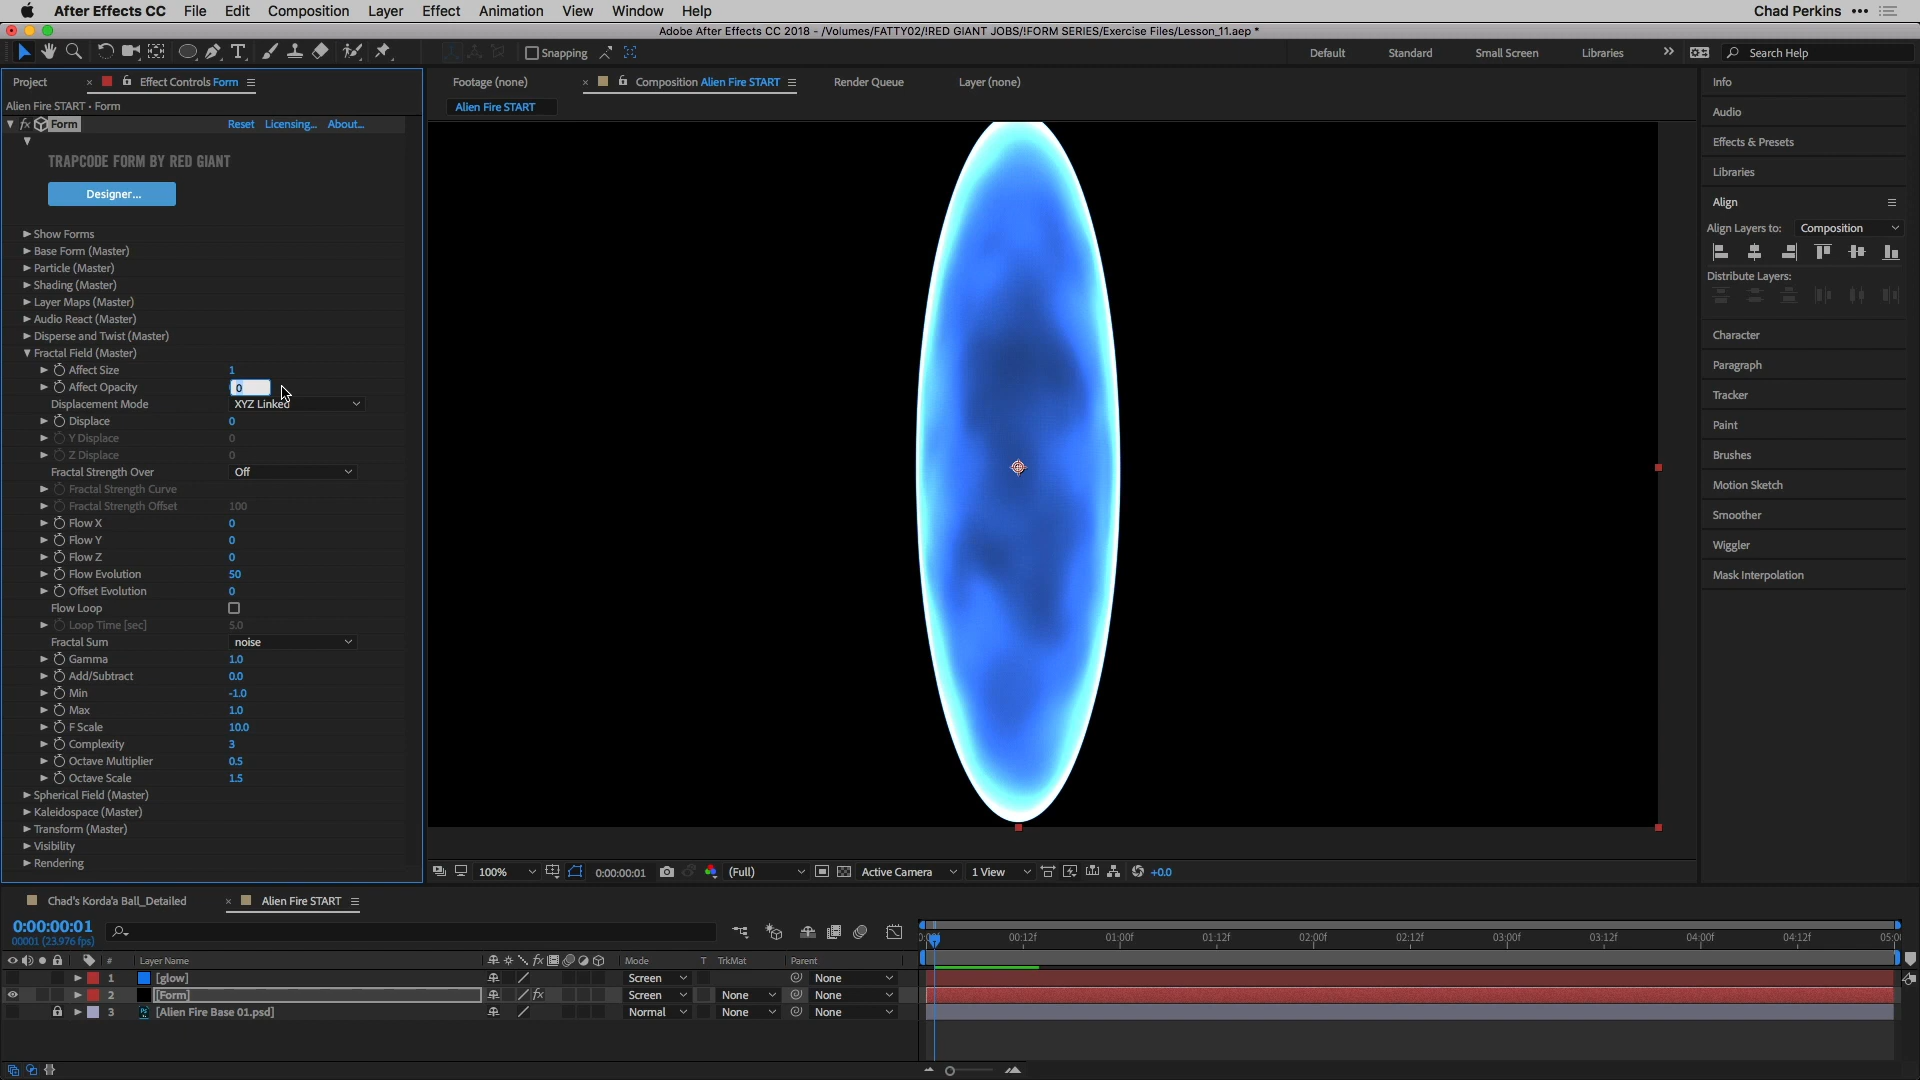 After Effects CC File Edit Composition Layer Effect Animation View Window Help Chad Perkins
Adobe After Effects CC 2018 - /Volumes/FATTY02/!RED GIANT JOBS/!FORM SERIES/Exercise Files/Lesson_11.aep *
Snapping Default Standard Small Screen Libraries Search Help
Project Effect Controls Form Footage (none) Composition Alien Fire START Render Queue Layer (none) Info
Alien Fire START • Form Alien Fire START
fx Form Reset Licensing... About...
Audio
Effects & Presets
Libraries
Align
Align Layers to: Composition
Distribute Layers:
Character
Paragraph
Tracker
Paint
Brushes
Motion Sketch
Smoother
Wiggler
Mask Interpolation
TRAPCODE FORM BY RED GIANT
Designer...
Show Forms
Base Form (Master)
Particle (Master)
Shading (Master)
Layer Maps (Master)
Audio React (Master)
Disperse and Twist (Master)
Fractal Field (Master)
Affect Size 1
Affect Opacity 0
Displacement Mode XYZ Linked
Displace 0
Y Displace 0
Z Displace 0
Fractal Strength Over Off
Fractal Strength Curve
Fractal Strength Offset 100
Flow X 0
Flow Y 0
Flow Z 0
Flow Evolution 50
Offset Evolution 0
Flow Loop
Loop Time [sec] 5.0
Fractal Sum noise
Gamma 1.0
Add/Subtract 0.0
Min -1.0
Max 1.0
F Scale 10.0
Complexity 3
Octave Multiplier 0.5
Octave Scale 1.5
Spherical Field (Master)
Kaleidospace (Master)
Transform (Master)
Visibility
Rendering
100% 0:00:00:01 (Full) Active Camera 1 View +0.0
Chad's Korda'a Ball_Detailed Alien Fire START
0:00:00:01
00001 (23.976 fps)
00:12f 01:00f 01:12f 02:00f 02:12f 03:00f 03:12f 04:00f 04:12f
# Layer Name fx Mode T TrkMat Parent
1 [glow] Screen None
2 [Form] fx Screen None None
3 [Alien Fire Base 01.psd] Normal None None